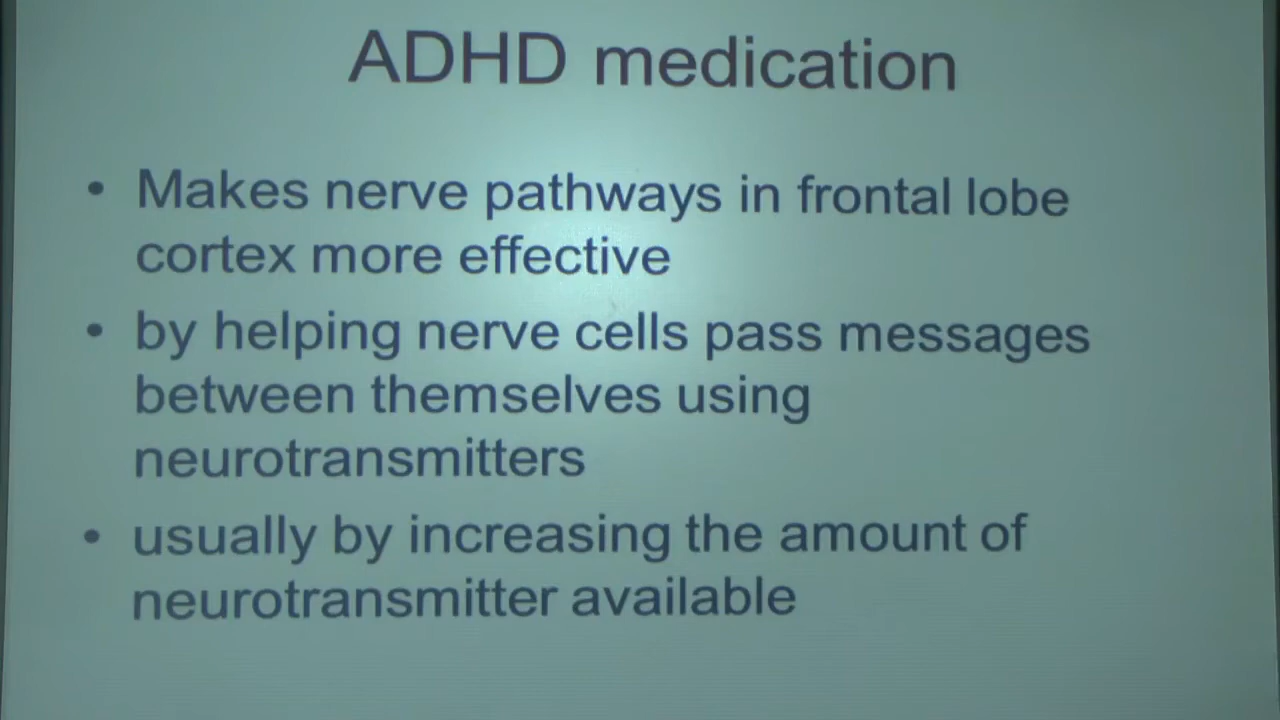 ADHD medication
• Makes nerve pathways in frontal lobe
cortex more effective
• by helping nerve cells pass messages
between themselves using
neurotransmitters
• usually by increasing the amount of
neurotransmitter available